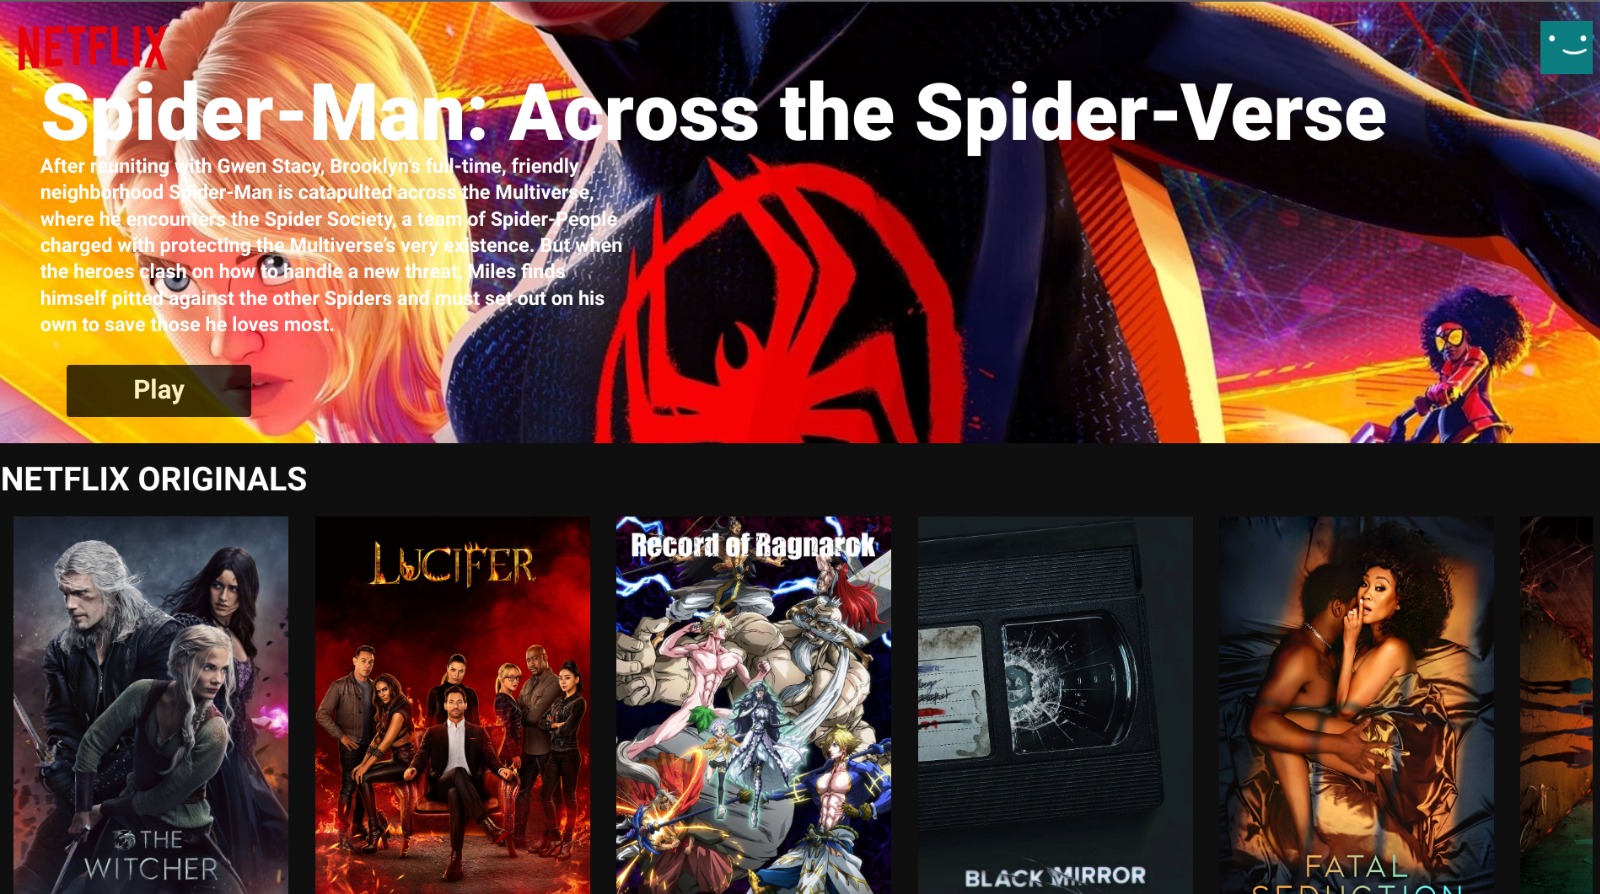 NETFLIX
Spider-Man: Across the Spider-Verse
After reuniting with Gwen Stacy, Brooklyn's full-time, friendly
neighborhood Spider-Man is catapulted across the Multiverse,
where he encounters the Spider Society, a team of Spider-People
charged with protecting the Multiverse's very existence. But when
the heroes clash on how to handle a new threat, Miles finds
himself pitted against the other Spiders and must set out on his
own to save those he loves most.
Play
NETFLIX ORIGINALS
THE
WITCHER
LUCIFER
Record of Ragnarok
BLACK MIRROR
FATAL
SEDUCTION